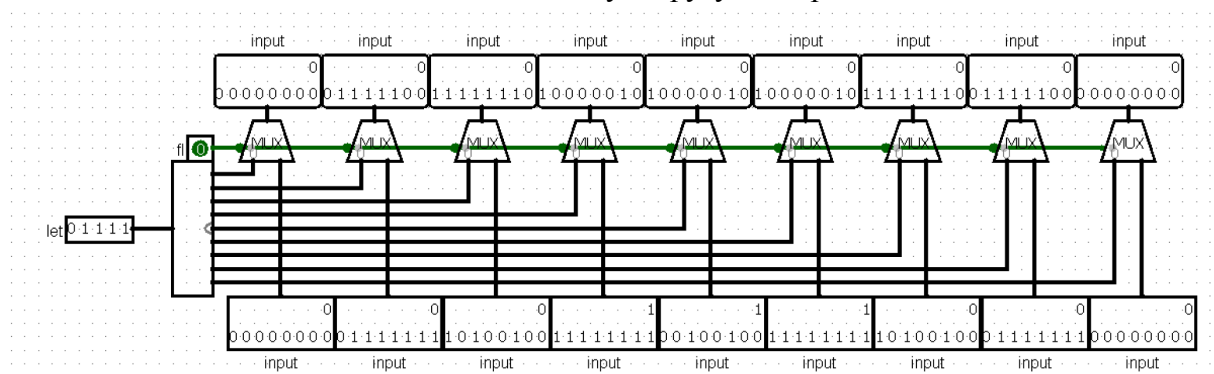 input input input input input input input input input
0 0 0 0 0 0 0 0 0
00000000 01111100 11111110 10000010 10000010 10000010 11111110 01111100 00000000
MUX MUX MUX MUX MUX MUX MUX MUX MUX
fl 0
let 01111
0 0 0 1 1 1 0 0 0
00000000 01111111 10100100 11111111 00100100 11111111 10100100 01111111 00000000
input input input input input input input input input